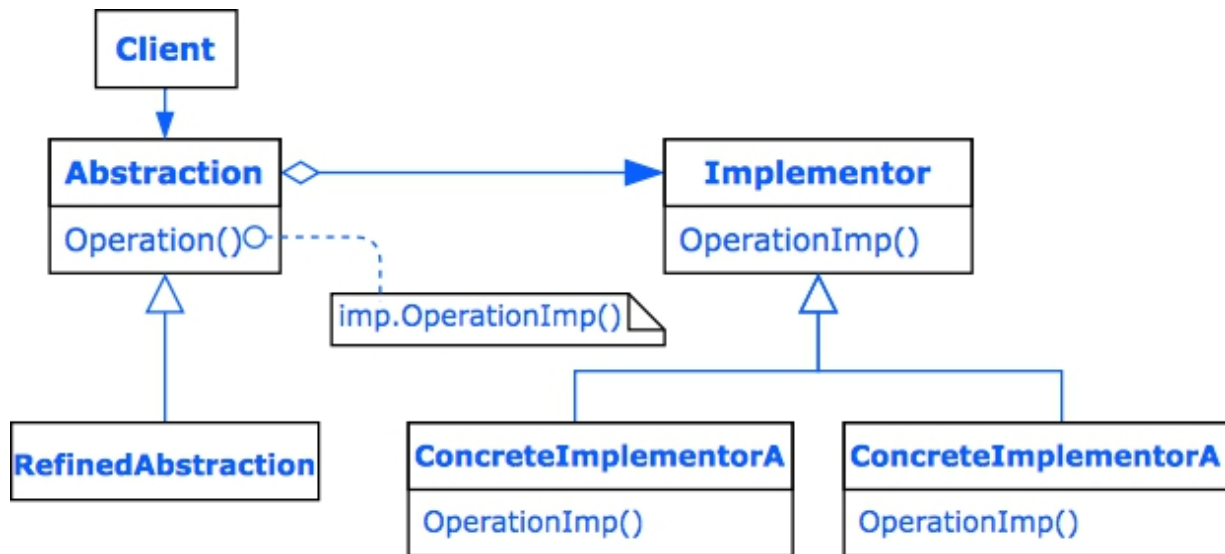 Client
Abstraction
Operation()
Implementor
OperationImp()
imp.OperationImp()
RefinedAbstraction
ConcreteImplementorA
OperationImp()
ConcreteImplementorA
OperationImp()